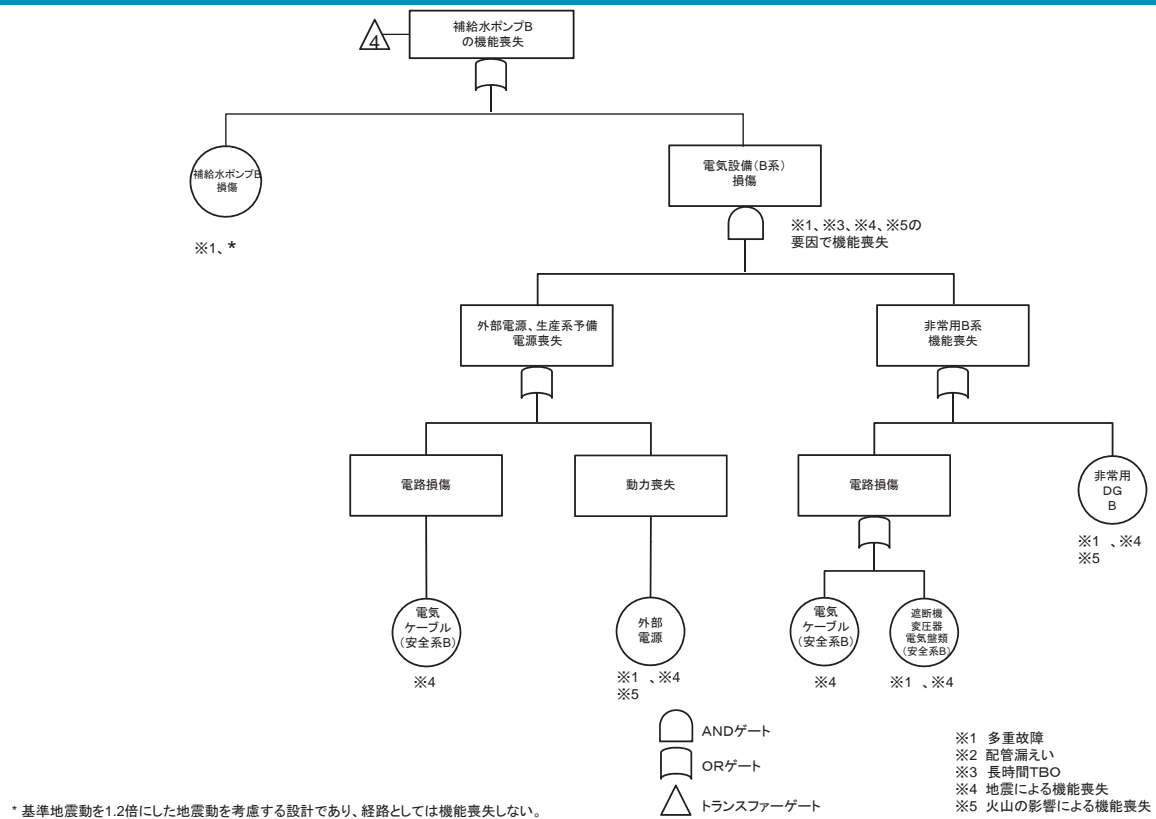 補給水ポンプB
の機能喪失
4
補給水ポンプB
損傷
※1、*
電気設備(B系)
損傷
※1、※3、※4、※5の
要因で機能喪失
外部電源、生産系予備
電源喪失
非常用B系
機能喪失
電路損傷
動力喪失
電路損傷
非常用
DG
B
※1 、※4
※5
電気
ケーブル
(安全系B)
※4
外部
電源
※1 、※4
※5
電気
ケーブル
(安全系B)
※4
遮断機
変圧器
電気盤類
(安全系B)
※1 、※4
ANDゲート
ORゲート
トランスファーゲート
※1 多重故障
※2 配管漏えい
※3 長時間TBO
※4 地震による機能喪失
※5 火山の影響による機能喪失
* 基準地震動を1.2倍にした地震動を考慮する設計であり、経路としては機能喪失しない。